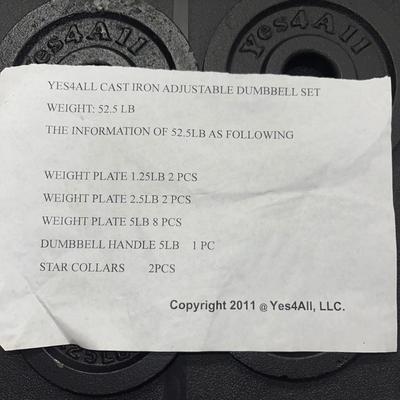 Yes4All Yes4All
YES4ALL CAST IRON ADJUSTABLE DUMBBELL SET
WEIGHT: 52.5 LB
THE INFORMATION OF 52.5LB AS FOLLOWING
WEIGHT PLATE 1.25LB 2 PCS
WEIGHT PLATE 2.5LB 2 PCS
WEIGHT PLATE 5LB 8 PCS
DUMBBELL HANDLE 5LB 1 PC
STAR COLLARS 2PCS
Copyright 2011 @ Yes4All, LLC.